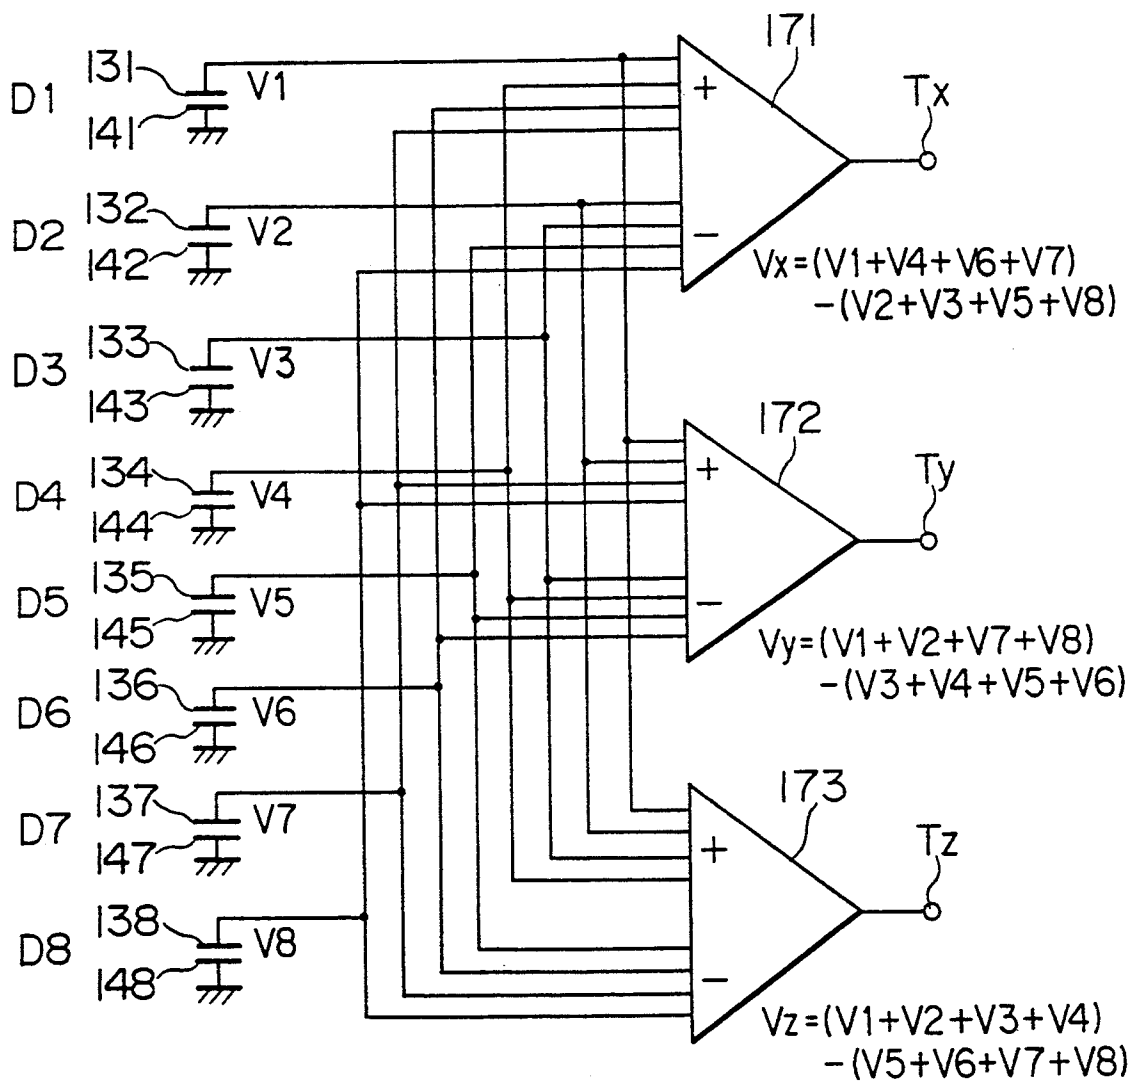 171
131
D1
V1
+
Tx
141
132
D2
V2
−
142
Vx=(V1+V4+V6+V7)
−(V2+V3+V5+V8)
133
D3
V3
143
172
134
D4
V4
+
Ty
144
135
D5
V5
−
145
Vy=(V1+V2+V7+V8)
−(V3+V4+V5+V6)
136
D6
V6
146
173
137
D7
V7
+
Tz
147
138
D8
V8
−
148
Vz=(V1+V2+V3+V4)
−(V5+V6+V7+V8)